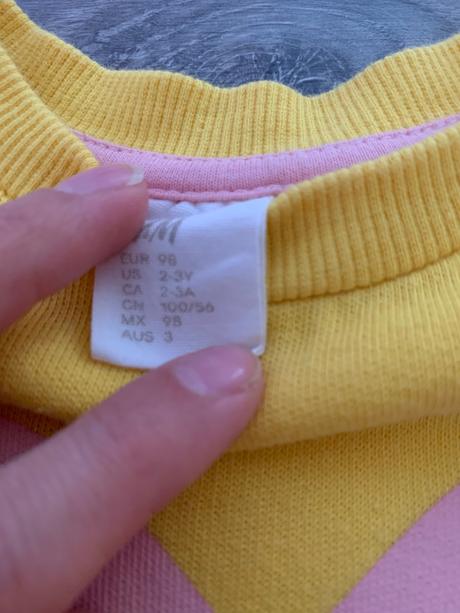 H&M
EUR 98
US 2-3Y
CA 2-3A
CN 100/56
MX 98
AUS 3